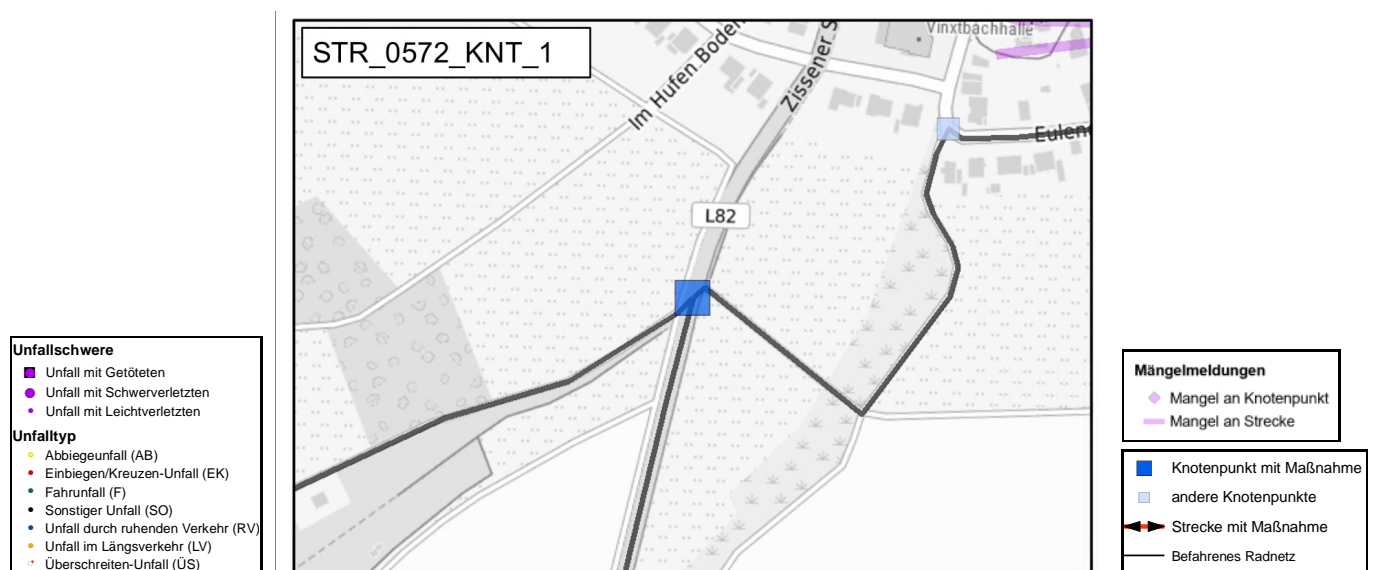 STR_0572_KNT_1
Im Hufen Boden
Zissener S
Vinxtbachhalle
Eulen
L82
Unfallschwere
Unfall mit Getöteten
Unfall mit Schwerverletzten
Unfall mit Leichtverletzten
Unfalltyp
Abbiegeunfall (AB)
Einbiegen/Kreuzen-Unfall (EK)
Fahrunfall (F)
Sonstiger Unfall (SO)
Unfall durch ruhenden Verkehr (RV)
Unfall im Längsverkehr (LV)
Überschreiten-Unfall (ÜS)
Mängelmeldungen
Mangel an Knotenpunkt
Mangel an Strecke
Knotenpunkt mit Maßnahme
andere Knotenpunkte
Strecke mit Maßnahme
Befahrenes Radnetz